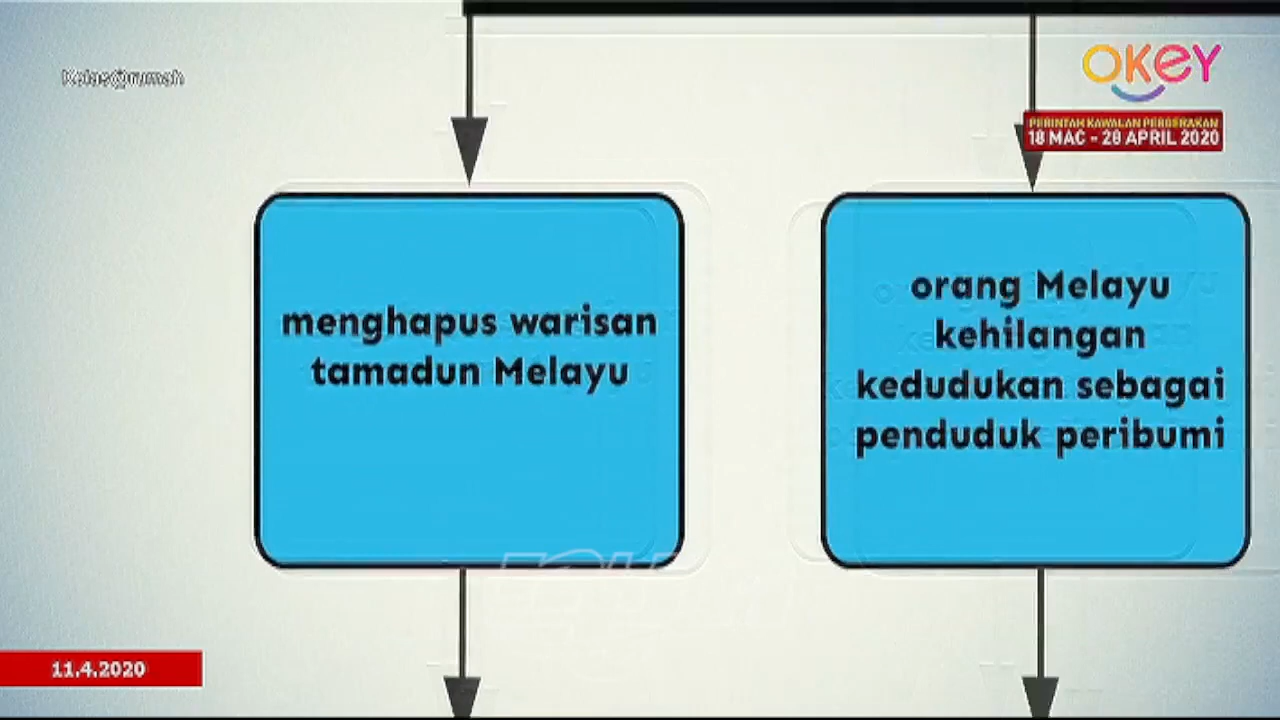 Kelas@rumah
OKEY
PERINTAH KAWALAN PERGERAKAN
18 MAC - 28 APRIL 2020
menghapus warisan
tamadun Melayu
orang Melayu
kehilangan
kedudukan sebagai
penduduk peribumi
11.4.2020